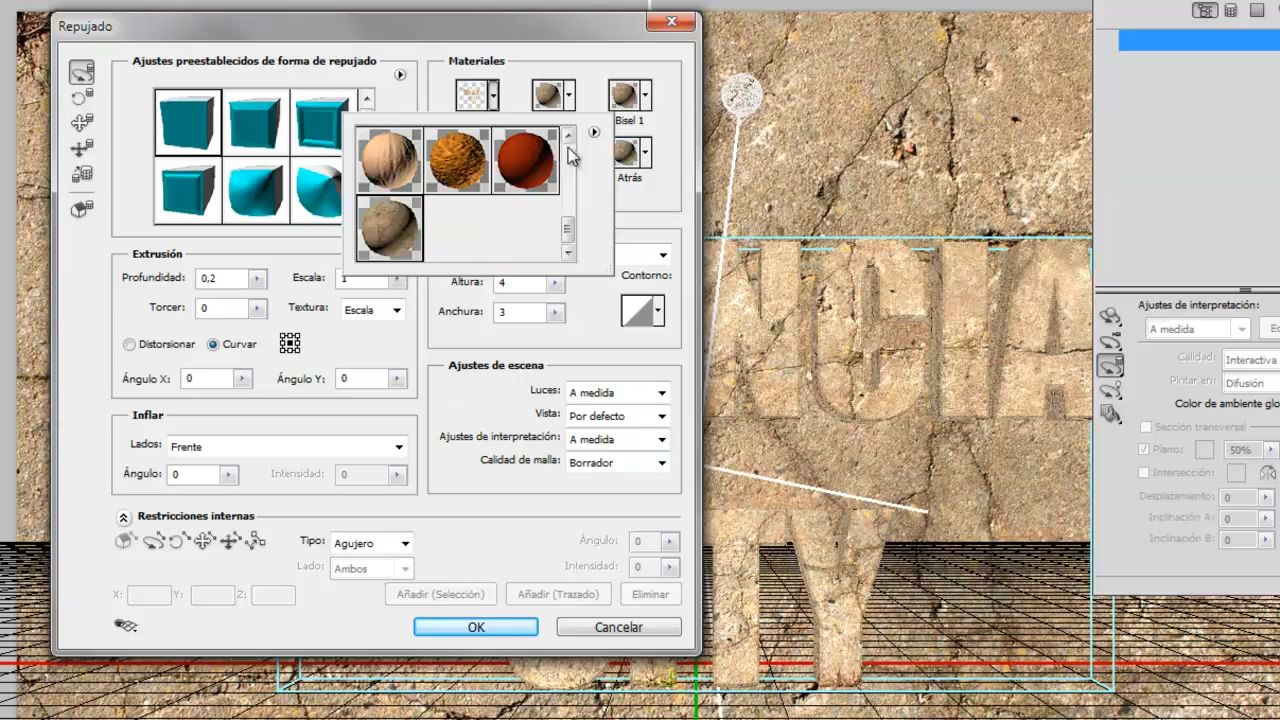 Repujado
Ajustes preestablecidos de forma de repujado
Materiales
Bisel 1
Atrás
Extrusión
Profundidad: 0,2
Escala: 1
Torcer: 0
Textura: Escala
Distorsionar
Curvar
Ángulo X: 0
Ángulo Y: 0
Inflar
Lados: Frente
Ángulo: 0
Intensidad: 0
Contorno:
Altura: 4
Anchura: 3
Ajustes de escena
Luces: A medida
Vista: Por defecto
Ajustes de interpretación: A medida
Calidad de malla: Borrador
Restricciones internas
Tipo: Agujero
Lado: Ambos
Ángulo: 0
Intensidad: 0
X:
Y:
Z:
Añadir (Selección)
Añadir (Trazado)
Eliminar
OK
Cancelar
NCIA
Y
Ajustes de interpretación:
A medida
Calidad: Interactiva
Pintar en: Difusión
Color de ambiente glo
Sección transversal
Plano: 50%
Intersección:
Desplazamiento: 0
Inclinación A: 0
Inclinación B: 0